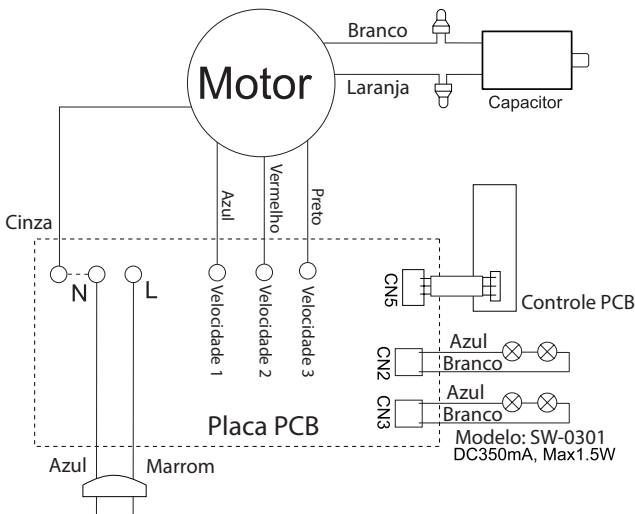 Branco
Motor
Laranja
Capacitor
Azul
Vermelho
Preto
Cinza
N
L
Velocidade 1
Velocidade 2
Velocidade 3
CN5
Controle PCB
CN2
Azul
Branco
CN3
Azul
Branco
Placa PCB
Modelo: SW-0301
DC350mA, Max1.5W
Azul
Marrom